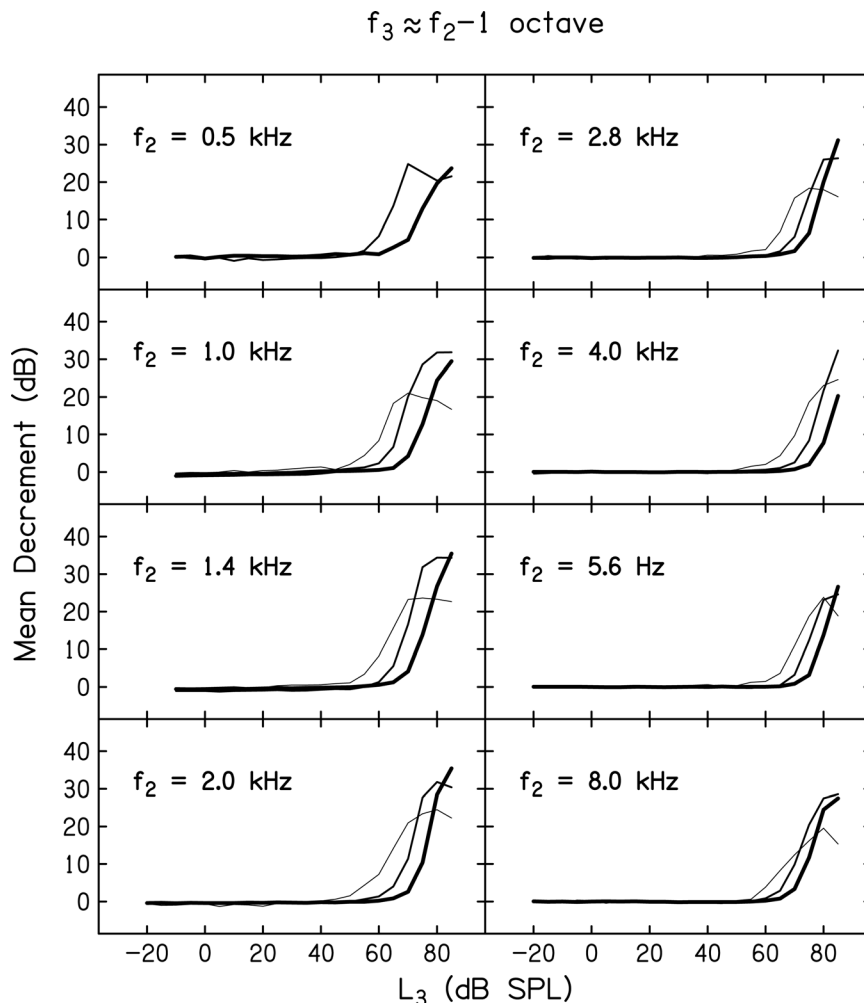 f3 ≈ f2−1 octave
Mean Decrement (dB)
40
30
20
10
0
f2 = 0.5 kHz
f2 = 2.8 kHz
40
30
20
10
0
f2 = 1.0 kHz
f2 = 4.0 kHz
40
30
20
10
0
f2 = 1.4 kHz
f2 = 5.6 Hz
40
30
20
10
0
f2 = 2.0 kHz
f2 = 8.0 kHz
−20 0 20 40 60 80 −20 0 20 40 60 80
L3 (dB SPL)